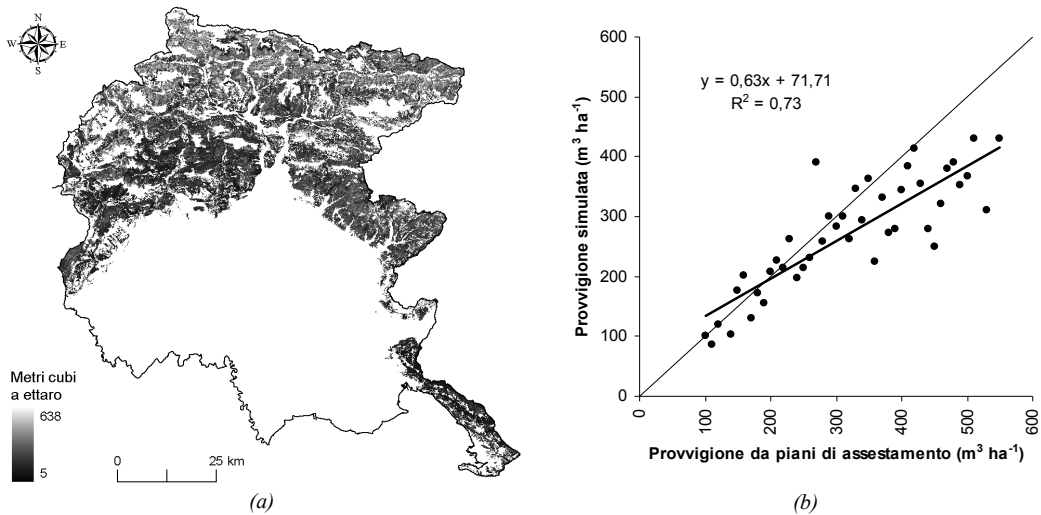 N
W E
S
Metri cubi
a ettaro
638
5
0 25 km
(a)
600
500
400
300
200
100
0
y = 0,63x + 71,71
R² = 0,73
Provvigione simulata (m³ ha⁻¹)
0 100 200 300 400 500 600
Provvigione da piani di assestamento (m³ ha⁻¹)
(b)